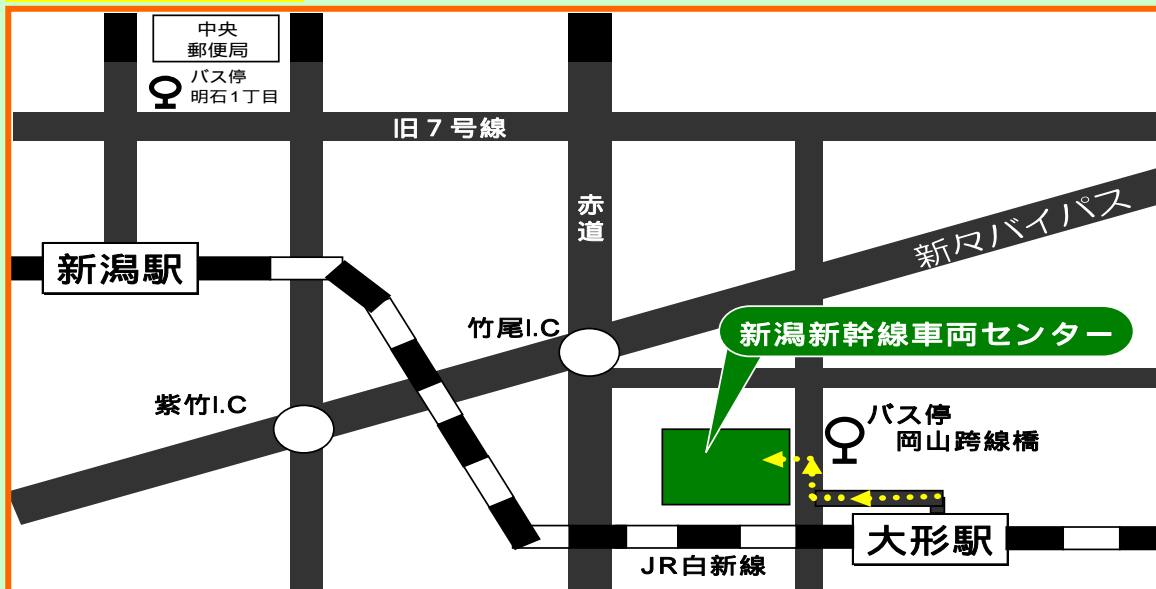 中央
郵便局
バス停
明石1丁目
旧７号線
赤道
新々バイパス
新潟駅
竹尾I.C
新潟新幹線車両センター
紫竹I.C
バス停
岡山跨線橋
大形駅
JR白新線